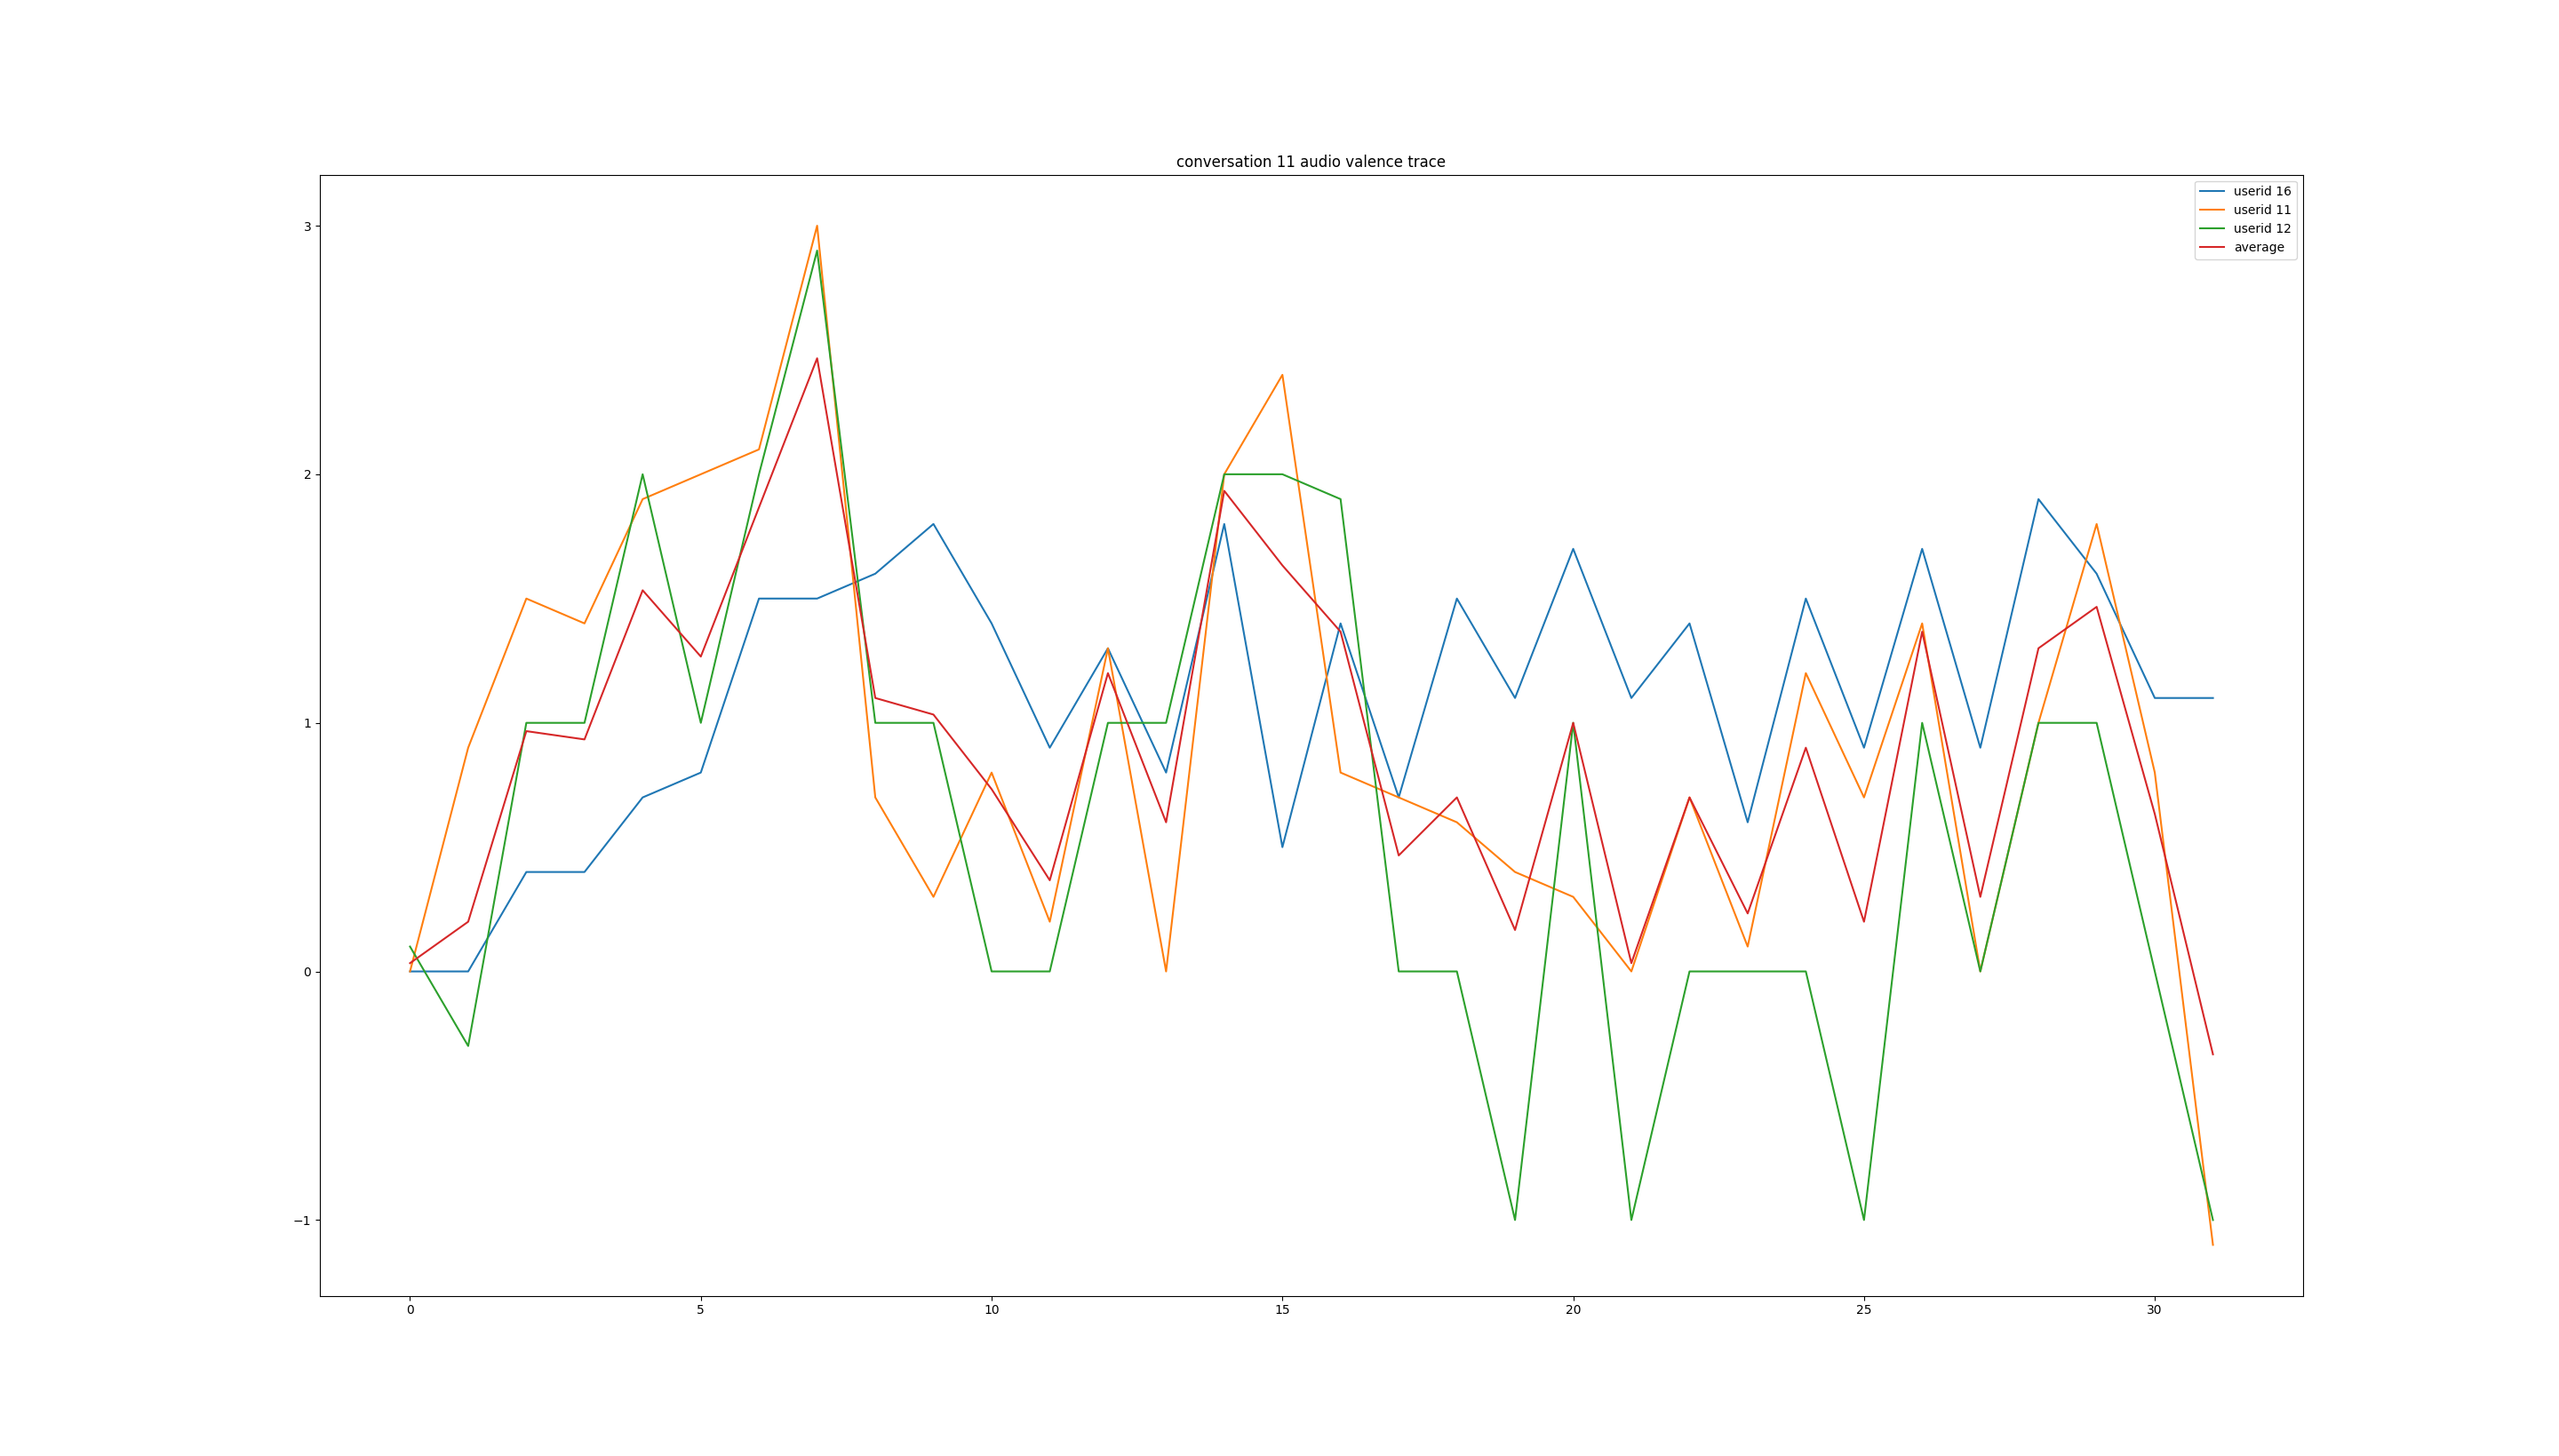 conversation 11 audio valence trace
userid 16
userid 11
userid 12
average
3
2
1
0
−1
0 5 10 15 20 25 30